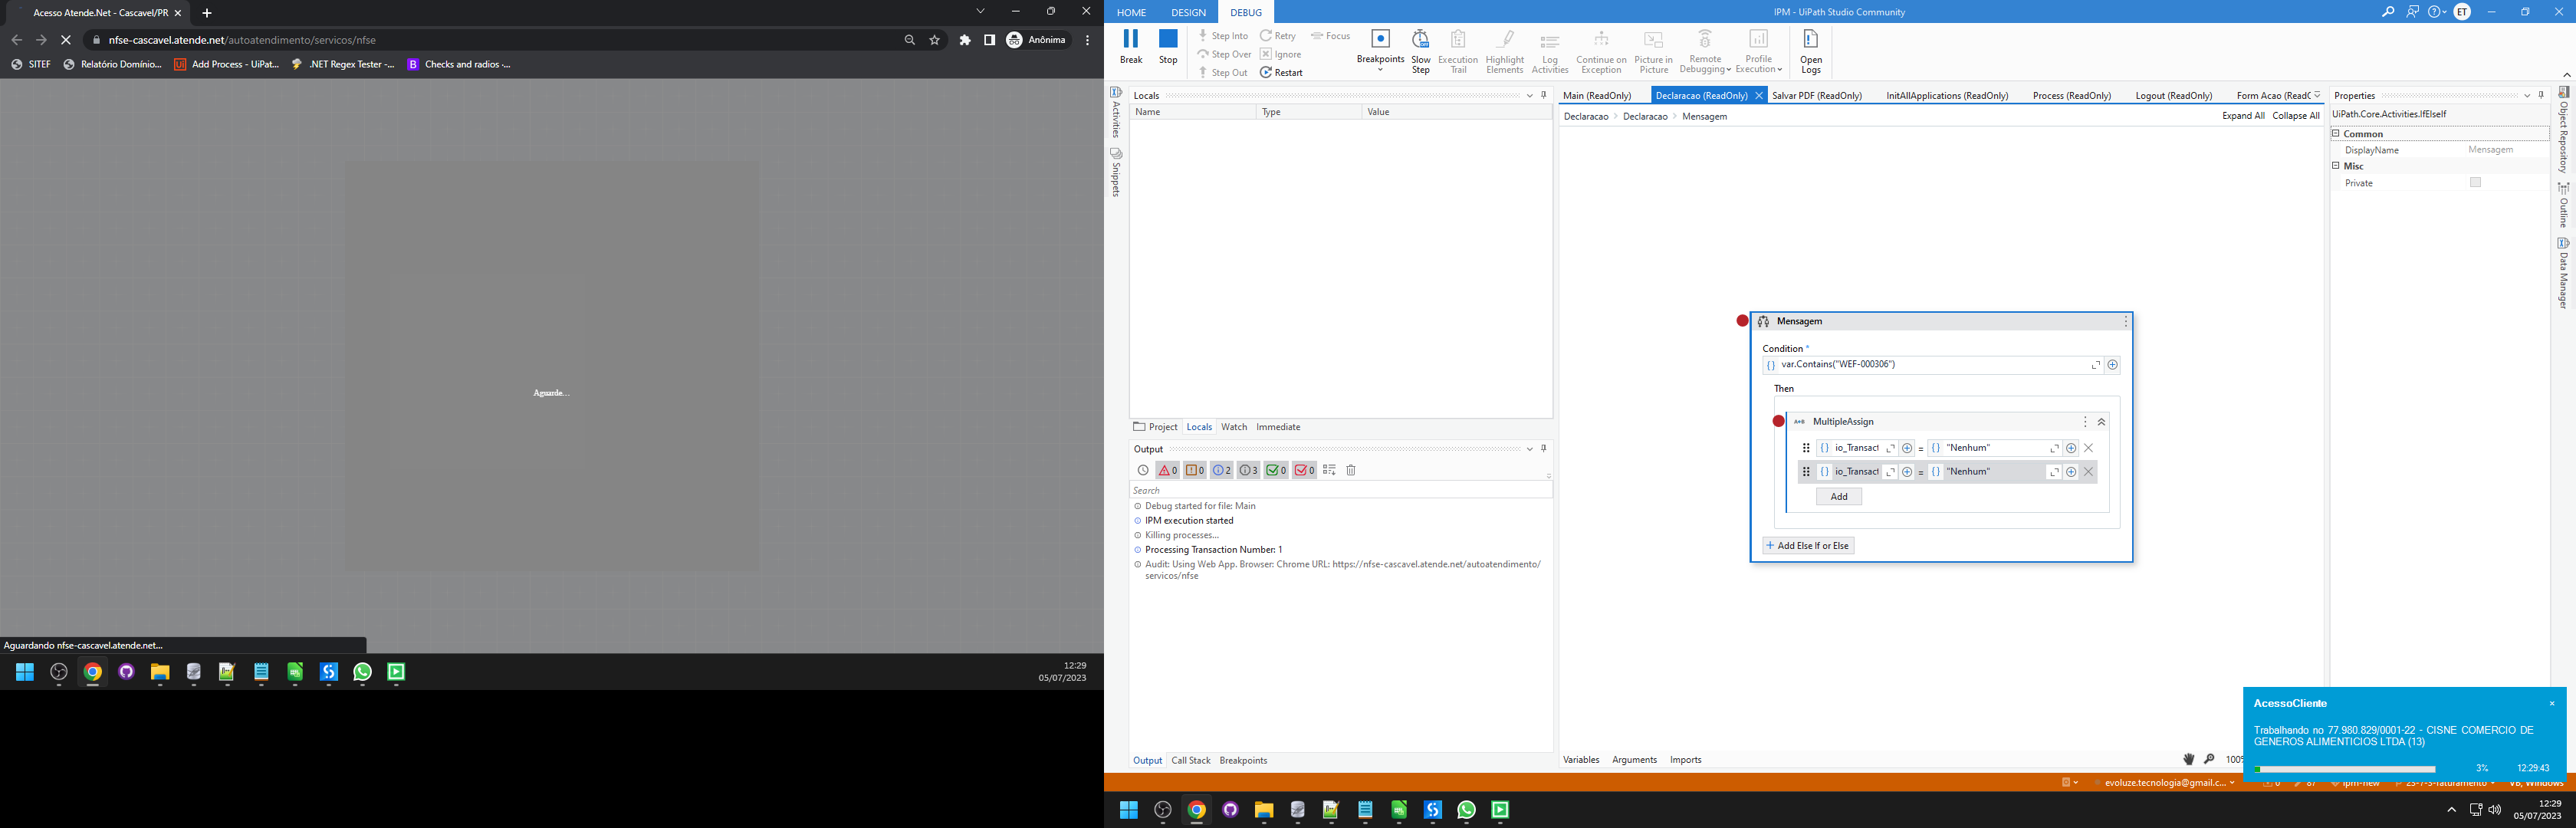 Acesso Atende.Net - Cascavel/PR
nfse-cascavel.atende.net/autoatendimento/servicos/nfse
Anônima
SITEF
Relatório Domínio...
Add Process - UiPat...
.NET Regex Tester -...
Checks and radios ·...
Aguarde...
Aguardando nfse-cascavel.atende.net...
12:29
05/07/2023
HOME DESIGN DEBUG
IPM - UiPath Studio Community
ET
Break
Stop
Step Into
Step Over
Step Out
Retry
Ignore
Restart
Focus
Breakpoints
Slow Step
Execution Trail
Highlight Elements
Log Activities
Continue on Exception
Picture in Picture
Remote Debugging
Profile Execution
Open Logs
Activities
Snippets
Locals
Name Type Value
Project Locals Watch Immediate
Output
0 0 2 3 0 0
Search
Debug started for file: Main
IPM execution started
Killing processes...
Processing Transaction Number: 1
Audit: Using Web App. Browser: Chrome URL: https://nfse-cascavel.atende.net/autoatendimento/
servicos/nfse
Output Call Stack Breakpoints
Main (ReadOnly) Declaracao (ReadOnly) Salvar PDF (ReadOnly) InitAllApplications (ReadOnly) Process (ReadOnly) Logout (ReadOnly) Form Acao (ReadC
Declaracao Declaracao Mensagem
Expand All Collapse All
Mensagem
Condition *
var.Contains("WEF-000306")
Then
A+B MultipleAssign
io_Transact = "Nenhum"
io_Transact = "Nenhum"
Add
+ Add Else If or Else
Variables Arguments Imports
100%
Properties
UiPath.Core.Activities.IfElseIf
Common
DisplayName Mensagem
Misc
Private
Object Repository
Outline
Data Manager
AcessoCliente
Trabalhando no 77.980.829/0001-22 - CISNE COMERCIO DE
GENEROS ALIMENTICIOS LTDA (13)
3% 12:29:43
evoluze.tecnologia@gmail.c...
12:29
05/07/2023